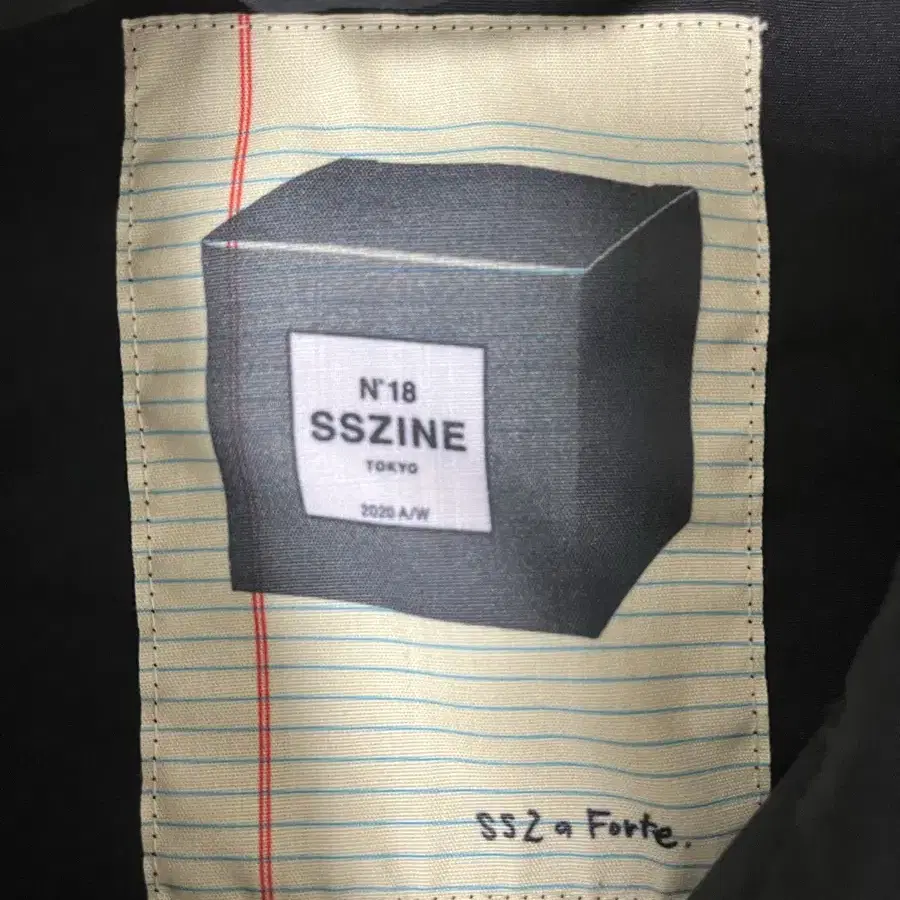 N°18
SSZINE
TOKYO
2020 A/W
SSZ a Forte.